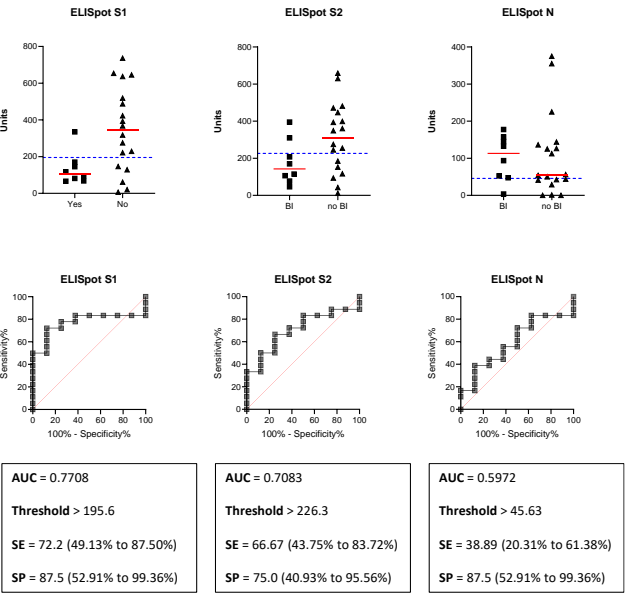 ELISpot S1
ELISpot S2
ELISpot N
Units
800
600
400
200
0
Yes
No
Units
800
600
400
200
0
BI
no BI
Units
400
300
200
100
0
BI
no BI
ELISpot S1
ELISpot S2
ELISpot N
Sensitivity%
100
80
60
40
20
0
0 20 40 60 80 100
100% - Specificity%
Sensitivity%
100
80
60
40
20
0
0 20 40 60 80 100
100% - Specificity%
Sensitivity%
100
80
60
40
20
0
0 20 40 60 80 100
100% - Specificity%
AUC = 0.7708
Threshold > 195.6
SE = 72.2 (49.13% to 87.50%)
SP = 87.5 (52.91% to 99.36%)
AUC = 0.7083
Threshold > 226.3
SE = 66.67 (43.75% to 83.72%)
SP = 75.0 (40.93% to 95.56%)
AUC = 0.5972
Threshold > 45.63
SE = 38.89 (20.31% to 61.38%)
SP = 87.5 (52.91% to 99.36%)